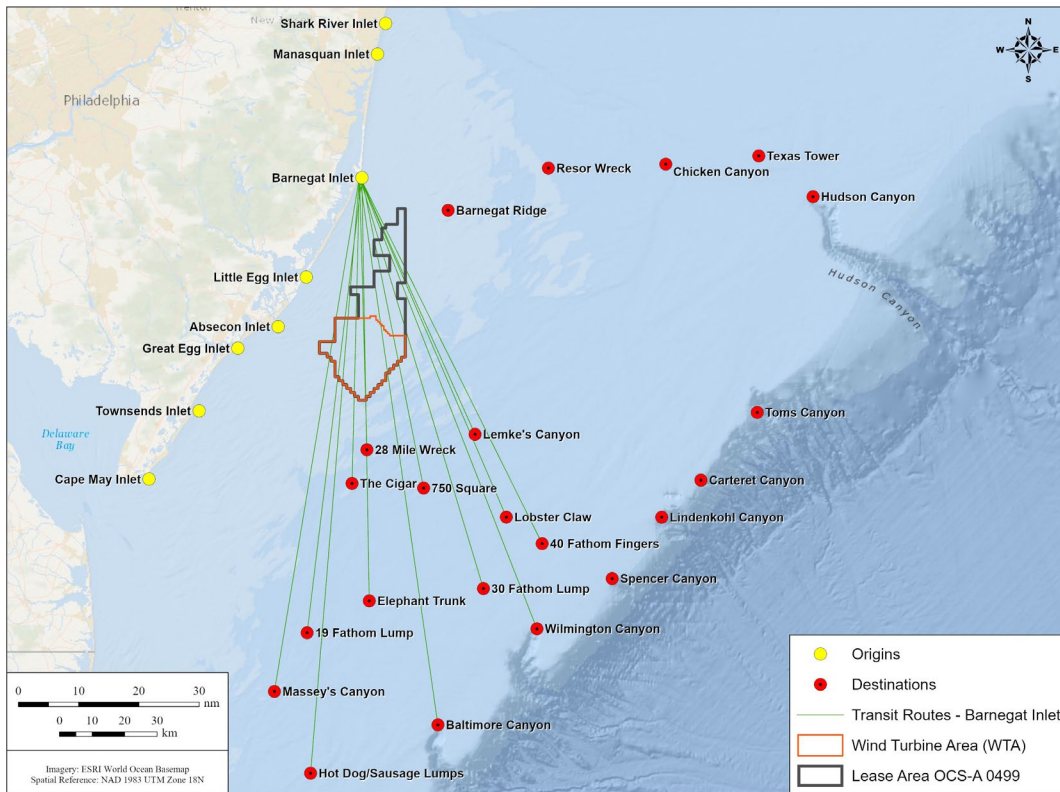 Shark River Inlet
N
Manasquan Inlet
W
E
S
Philadelphia
Texas Tower
Resor Wreck
Chicken Canyon
Barnegat Inlet
Hudson Canyon
Barnegat Ridge
Little Egg Inlet
Hudson Canyon
Absecon Inlet
Great Egg Inlet
Townsends Inlet
Toms Canyon
Delaware
Bay
Lemke's Canyon
28 Mile Wreck
Cape May Inlet
The Cigar
750 Square
Carteret Canyon
Lobster Claw
Lindenkohl Canyon
40 Fathom Fingers
Spencer Canyon
30 Fathom Lump
Elephant Trunk
19 Fathom Lump
Wilmington Canyon
Massey's Canyon
Baltimore Canyon
Hot Dog/Sausage Lumps
0 10 20 30
nm
0 10 20 30
km
Imagery: ESRI World Ocean Basemap
Spatial Reference: NAD 1983 UTM Zone 18N
Origins
Destinations
Transit Routes - Barnegat Inlet
Wind Turbine Area (WTA)
Lease Area OCS-A 0499